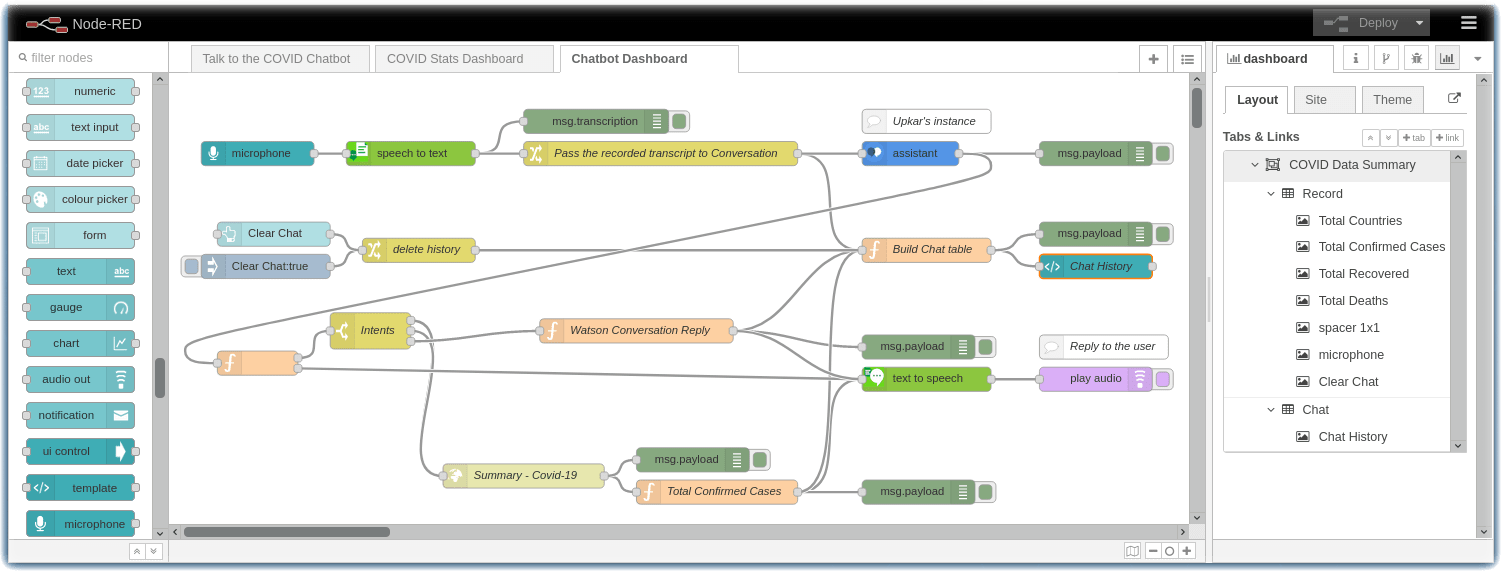 Node-RED
Deploy
filter nodes
Talk to the COVID Chatbot
COVID Stats Dashboard
Chatbot Dashboard
numeric
text input
date picker
colour picker
form
text
gauge
chart
audio out
notification
ui control
template
microphone
123
abc
abc
msg.transcription
Upkar's instance
microphone
speech to text
Pass the recorded transcript to Conversation
assistant
msg.payload
Clear Chat
delete history
Build Chat table
msg.payload
Clear Chat:true
Chat History
Intents
Watson Conversation Reply
msg.payload
Reply to the user
text to speech
play audio
msg.payload
Summary - Covid-19
Total Confirmed Cases
msg.payload
dashboard
Layout
Site
Theme
Tabs & Links
tab
link
COVID Data Summary
Record
Total Countries
Total Confirmed Cases
Total Recovered
Total Deaths
spacer 1x1
microphone
Clear Chat
Chat
Chat History